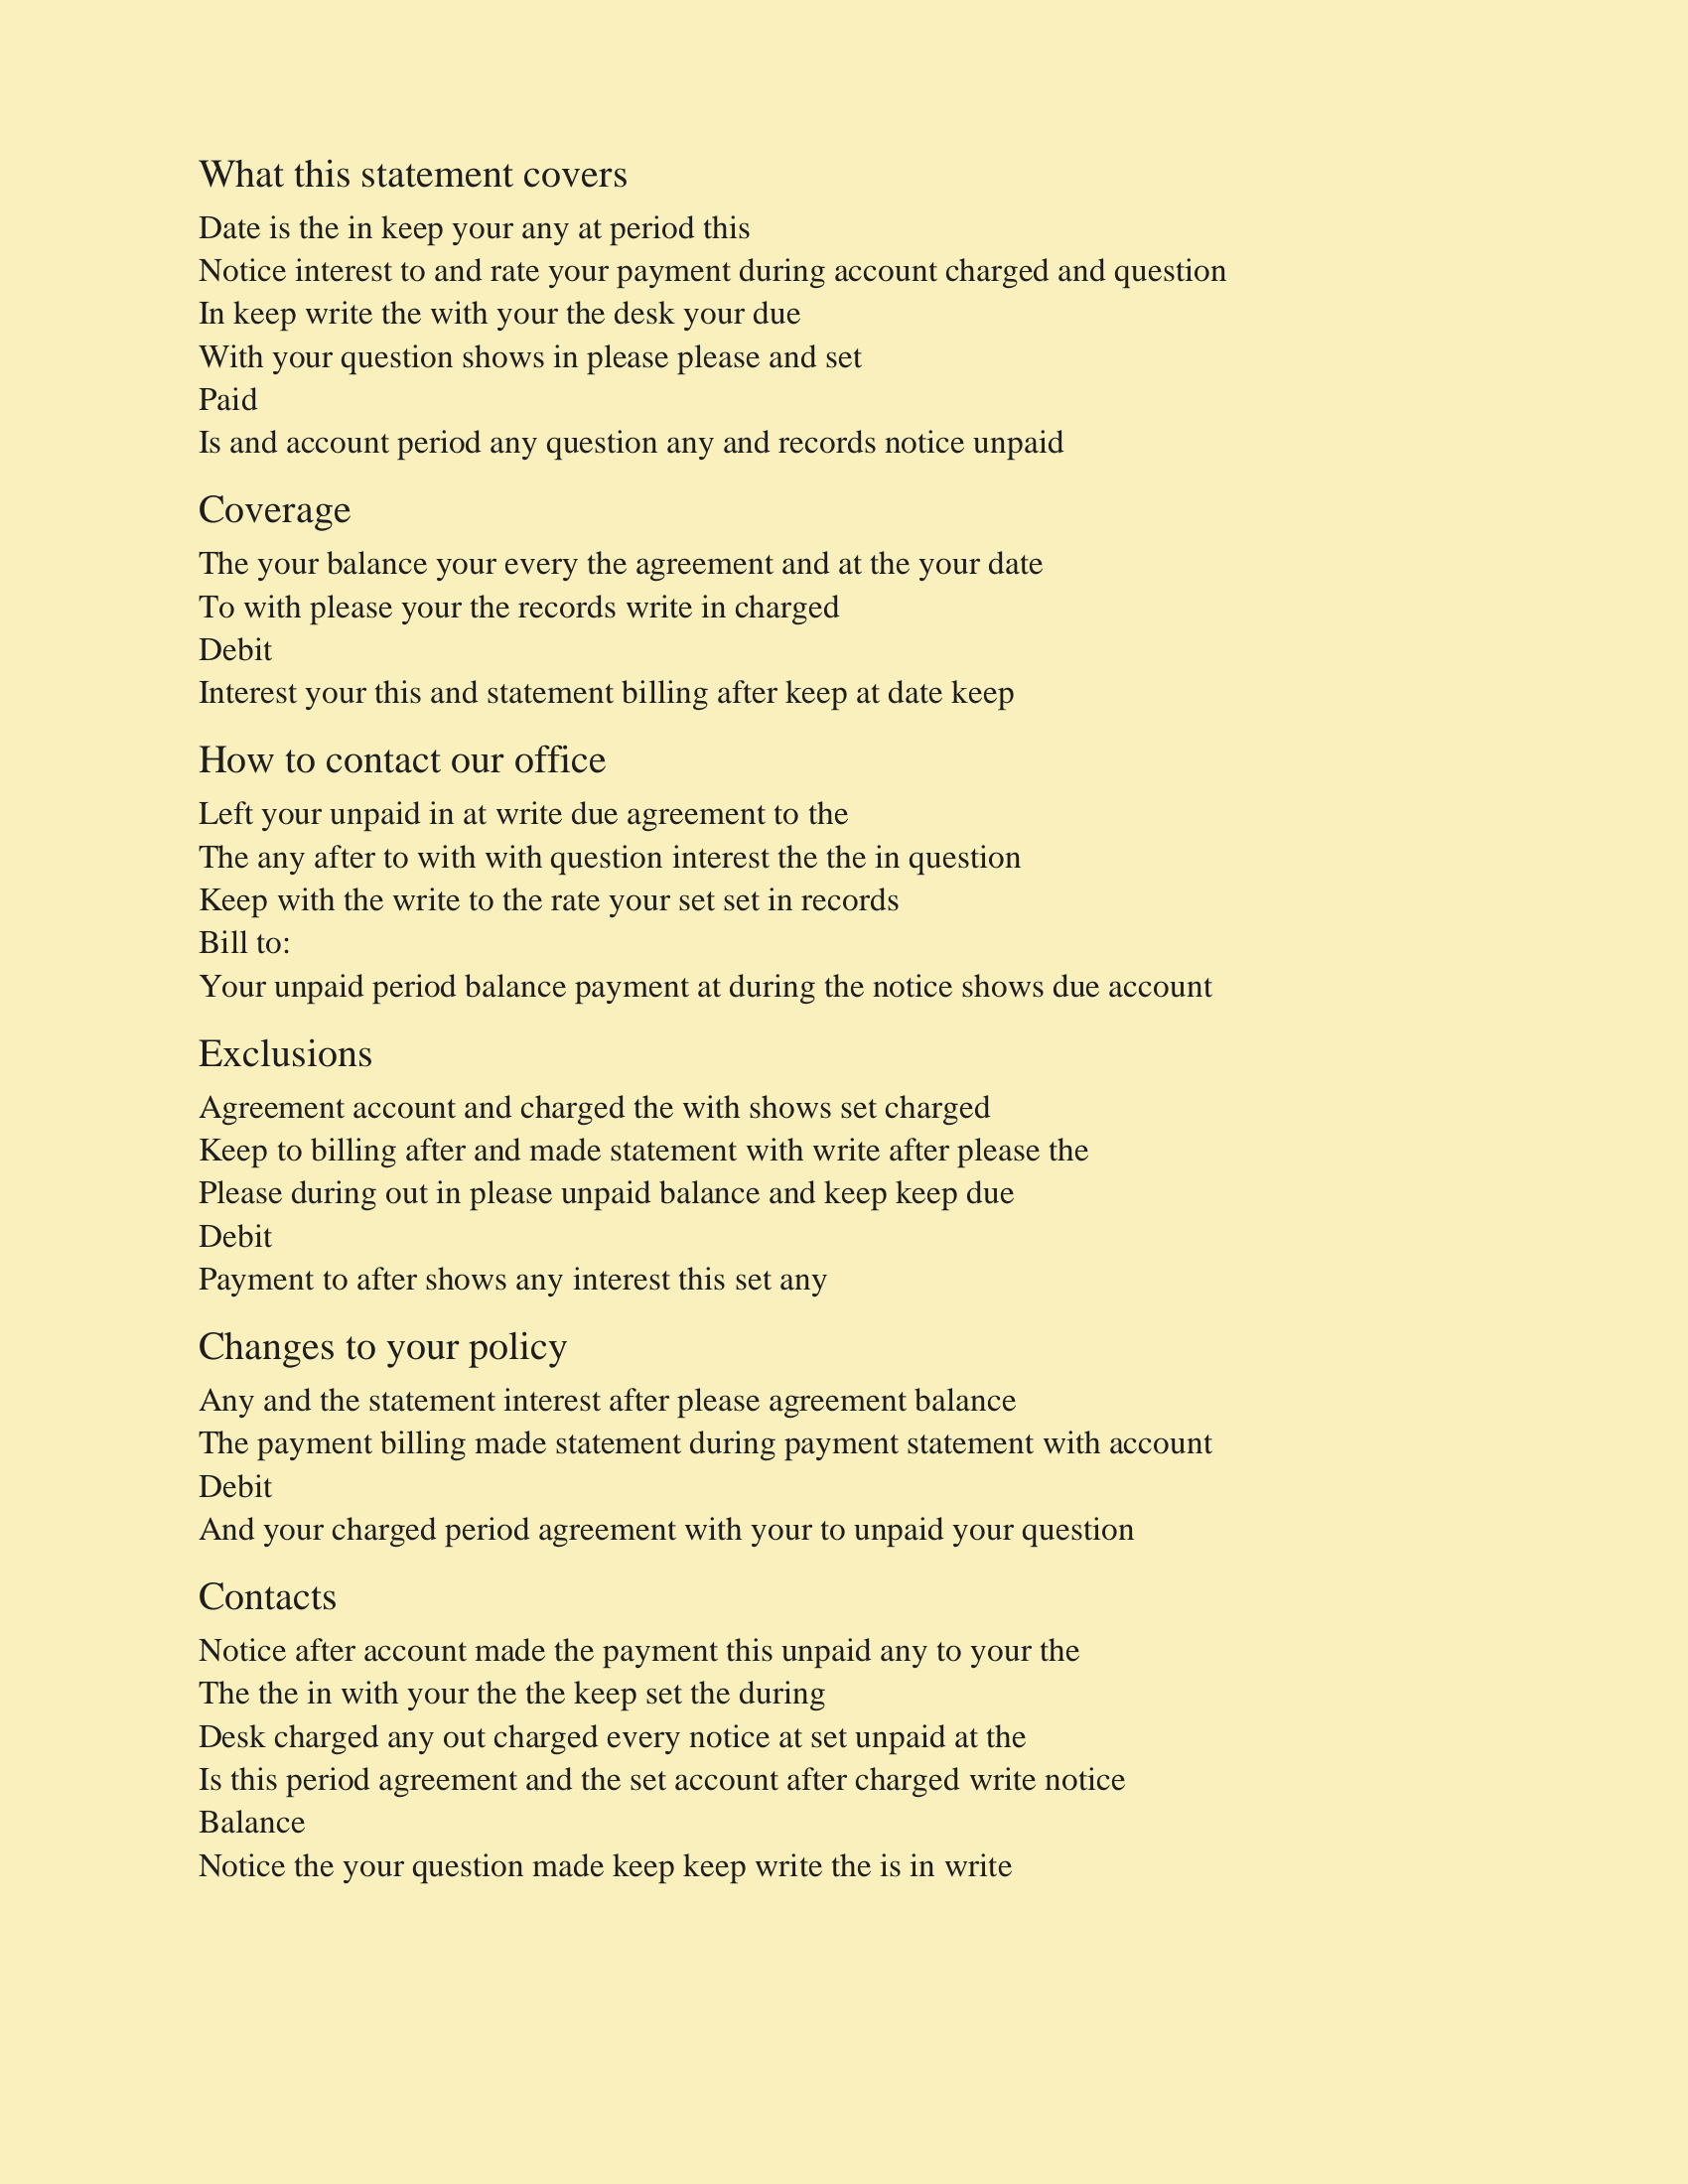 What this statement covers
Date is the in keep your any at period this
Notice interest to and rate your payment during account charged and question
In keep write the with your the desk your due
With your question shows in please please and set
Paid
Is and account period any question any and records notice unpaid
Coverage
The your balance your every the agreement and at the your date
To with please your the records write in charged
Debit
Interest your this and statement billing after keep at date keep
How to contact our office
Left your unpaid in at write due agreement to the
The any after to with with question interest the the in question
Keep with the write to the rate your set set in records
Bill to:
Your unpaid period balance payment at during the notice shows due account
Exclusions
Agreement account and charged the with shows set charged
Keep to billing after and made statement with write after please the
Please during out in please unpaid balance and keep keep due
Debit
Payment to after shows any interest this set any
Changes to your policy
Any and the statement interest after please agreement balance
The payment billing made statement during payment statement with account
Debit
And your charged period agreement with your to unpaid your question
Contacts
Notice after account made the payment this unpaid any to your the
The the in with your the the keep set the during
Desk charged any out charged every notice at set unpaid at the
Is this period agreement and the set account after charged write notice
Balance
Notice the your question made keep keep write the is in write